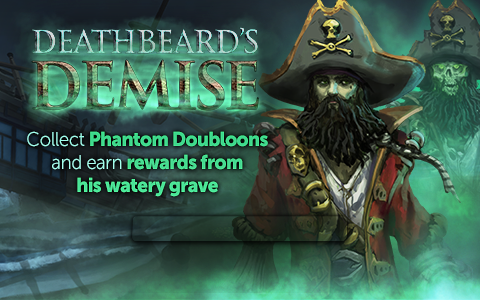 DEATHBEARD'S
DEMISE
Collect Phantom Doubloons
and earn rewards from
his watery grave